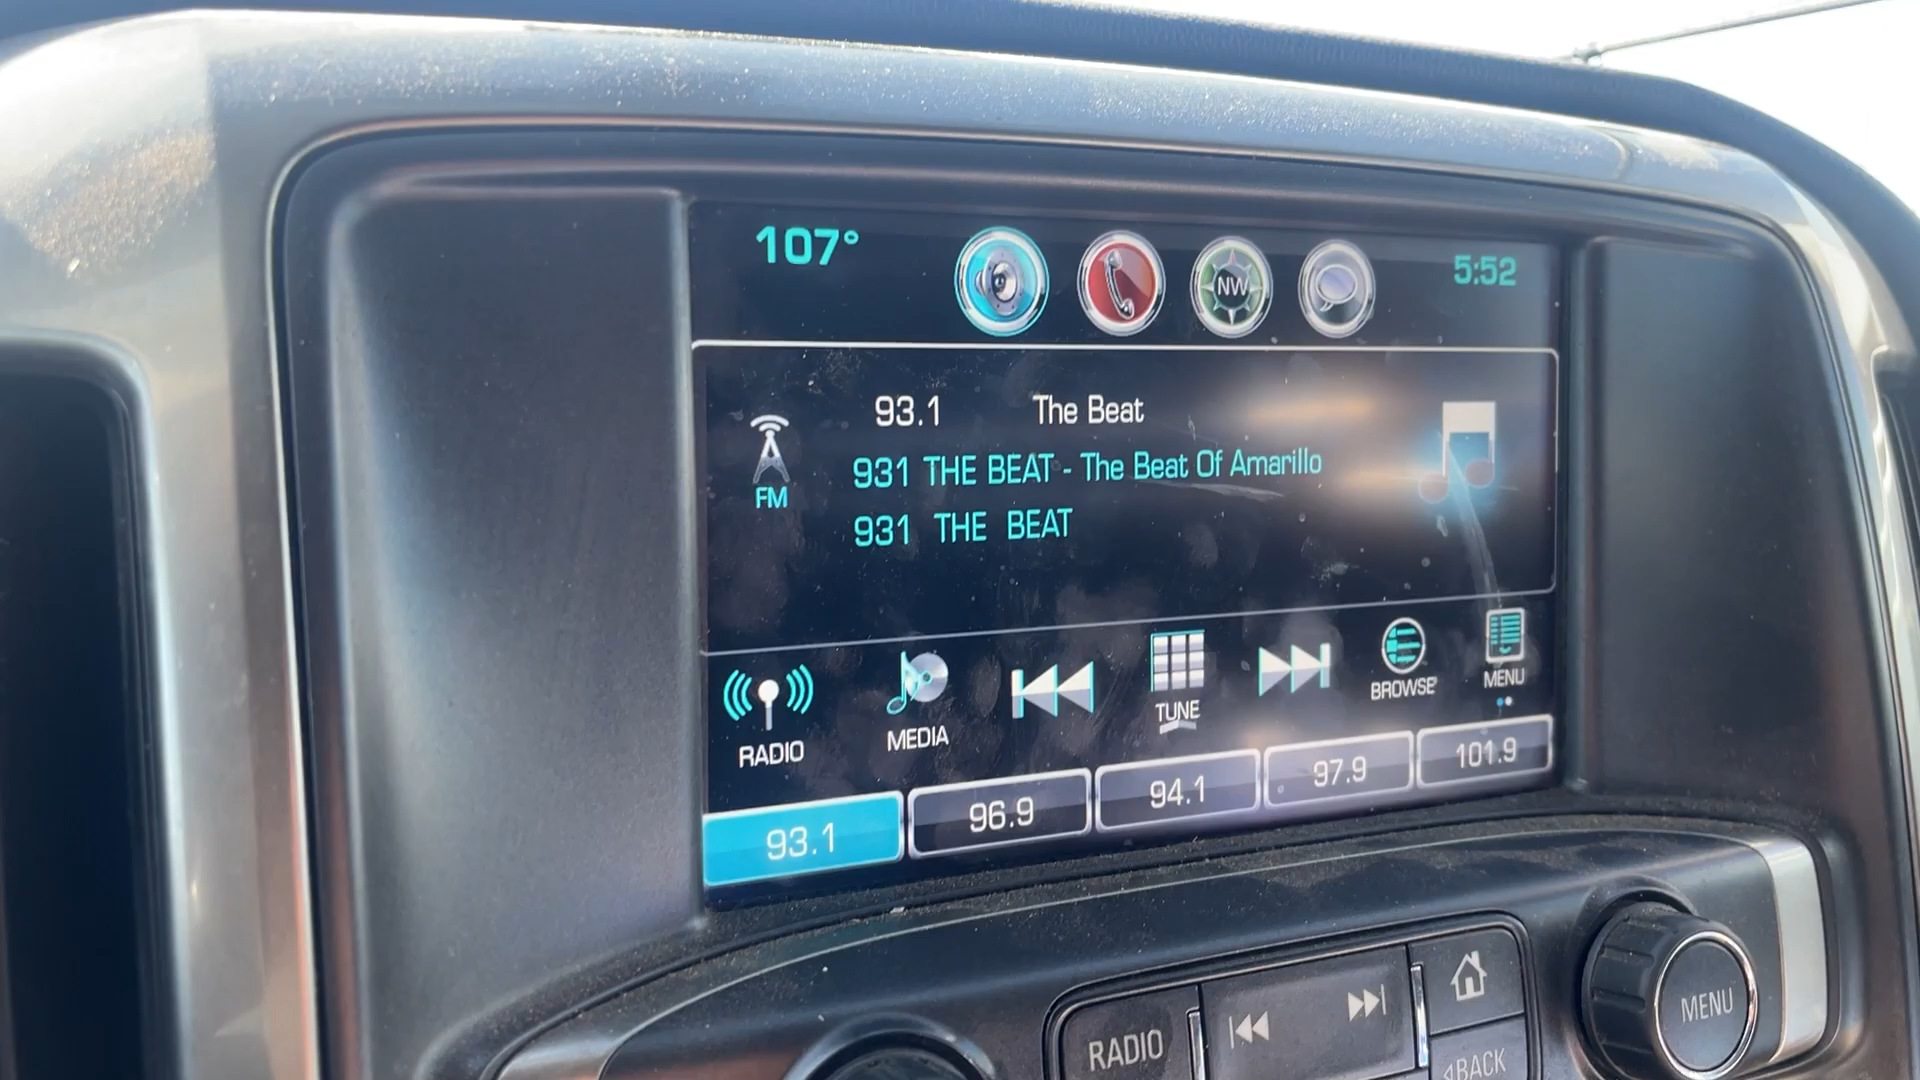 107°
NW
5:52
93.1 The Beat
931 THE BEAT - The Beat Of Amarillo
FM
931 THE BEAT
RADIO
MEDIA
TUNE
BROWSE
MENU
93.1
96.9
94.1
97.9
101.9
RADIO
BACK
MENU